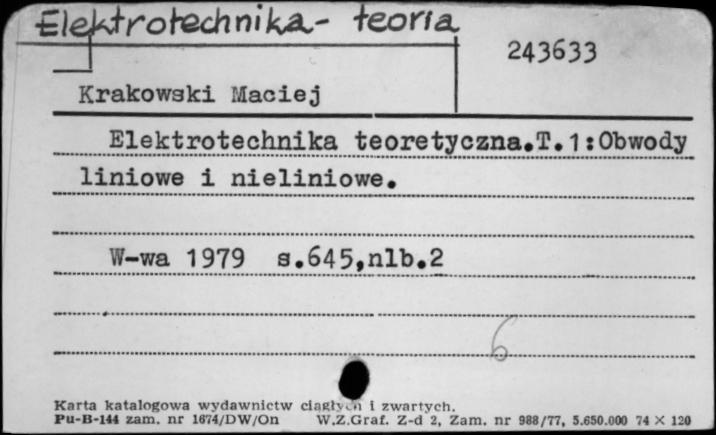 Elektrotechnika - teoria
243633
Krakowski Maciej
Elektrotechnika teoretyczna.T.1:Obwody
liniowe i nieliniowe.
W-wa 1979 s.645,nlb.2
6
Karta katalogowa wydawnictw ciągłych i zwartych.
Pu-B-144 zam. nr 1674/DW/On W.Z.Graf. Z-d 2, Zam. nr 988/77, 5.650.000 74 × 120